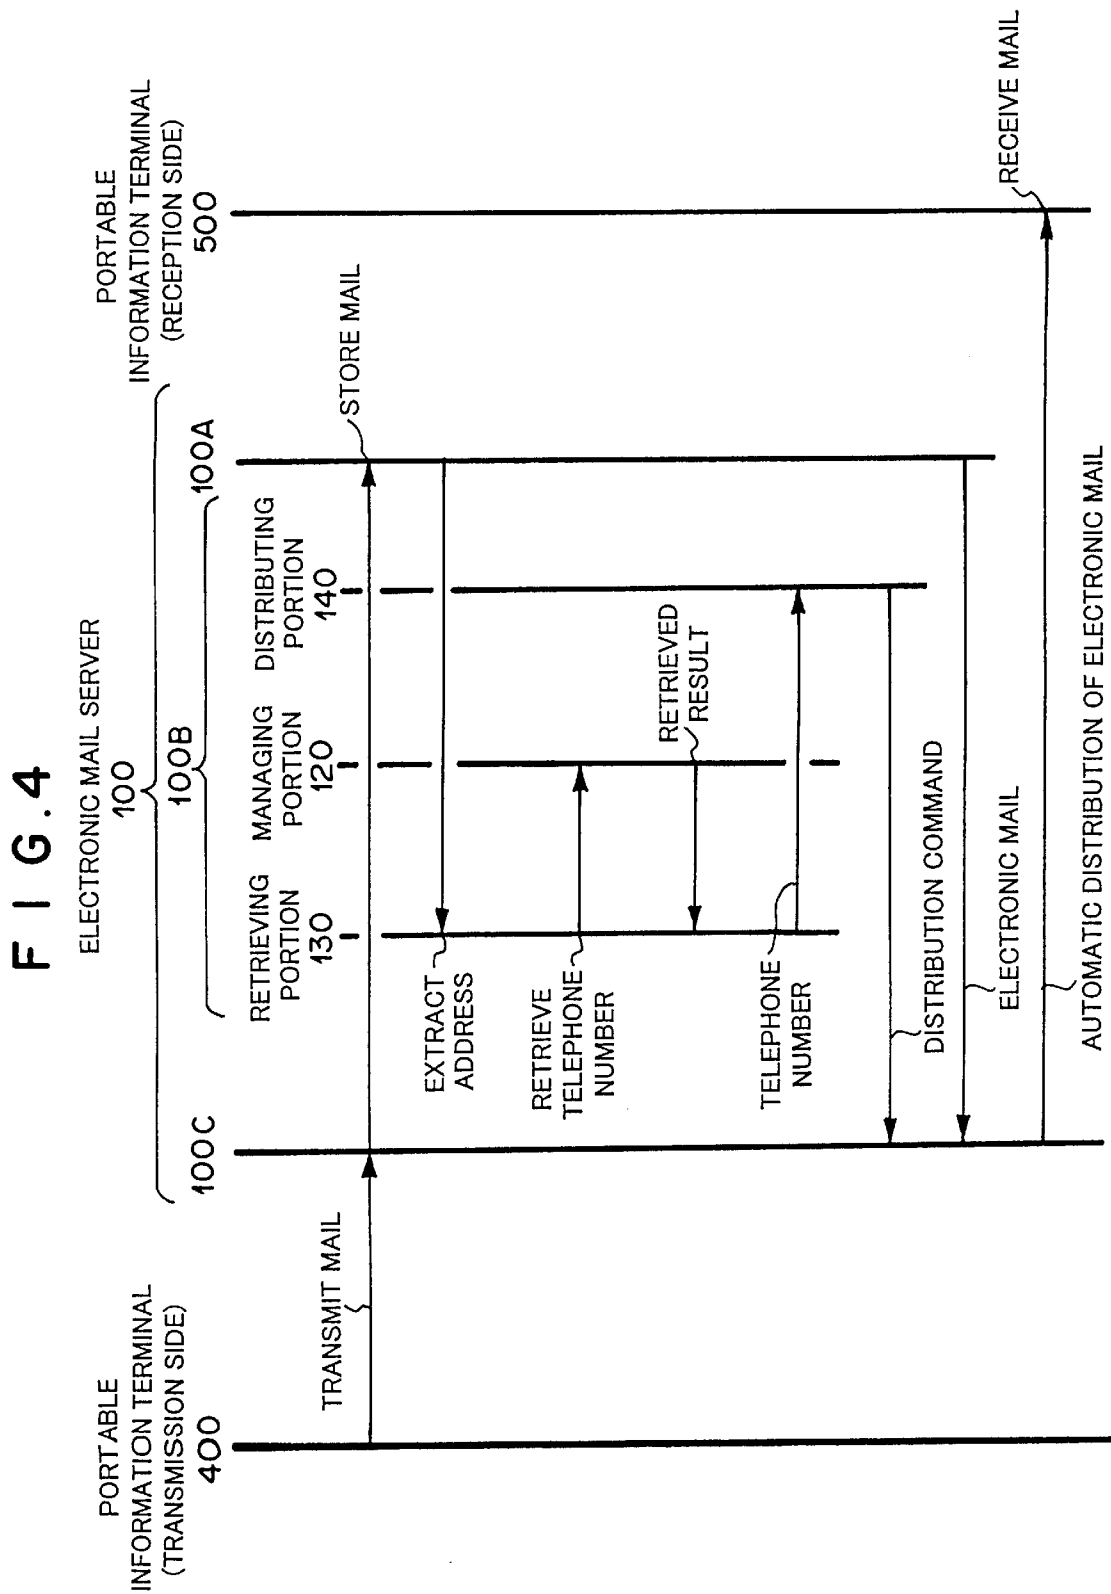 FIG.4
ELECTRONIC MAIL SERVER
100
PORTABLE
INFORMATION TERMINAL
(TRANSMISSION SIDE)
400
100C
100B
RETRIEVING
PORTION
130
MANAGING
PORTION
120
DISTRIBUTING
PORTION
140
100A
PORTABLE
INFORMATION TERMINAL
(RECEPTION SIDE)
500
TRANSMIT MAIL
STORE MAIL
EXTRACT
ADDRESS
RETRIEVE
TELEPHONE
NUMBER
RETRIEVED
RESULT
TELEPHONE
NUMBER
DISTRIBUTION COMMAND
ELECTRONIC MAIL
AUTOMATIC DISTRIBUTION OF ELECTRONIC MAIL
RECEIVE MAIL